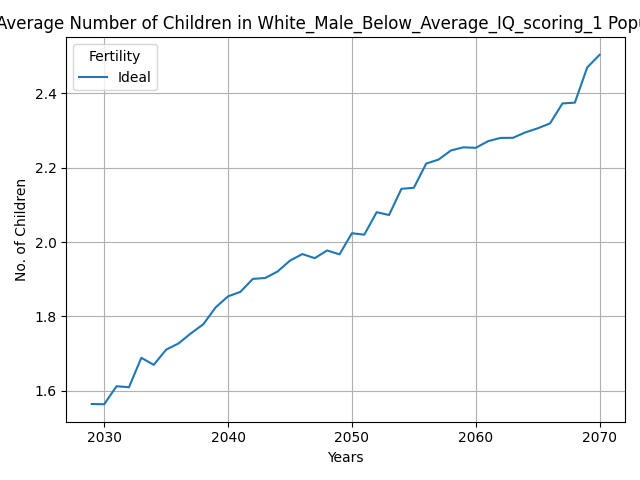 Average Number of Children in White_Male_Below_Average_IQ_scoring_1
Fertility
Ideal
No. of Children
2.4
2.2
2.0
1.8
1.6
2030 2040 2050 2060 2070
Years